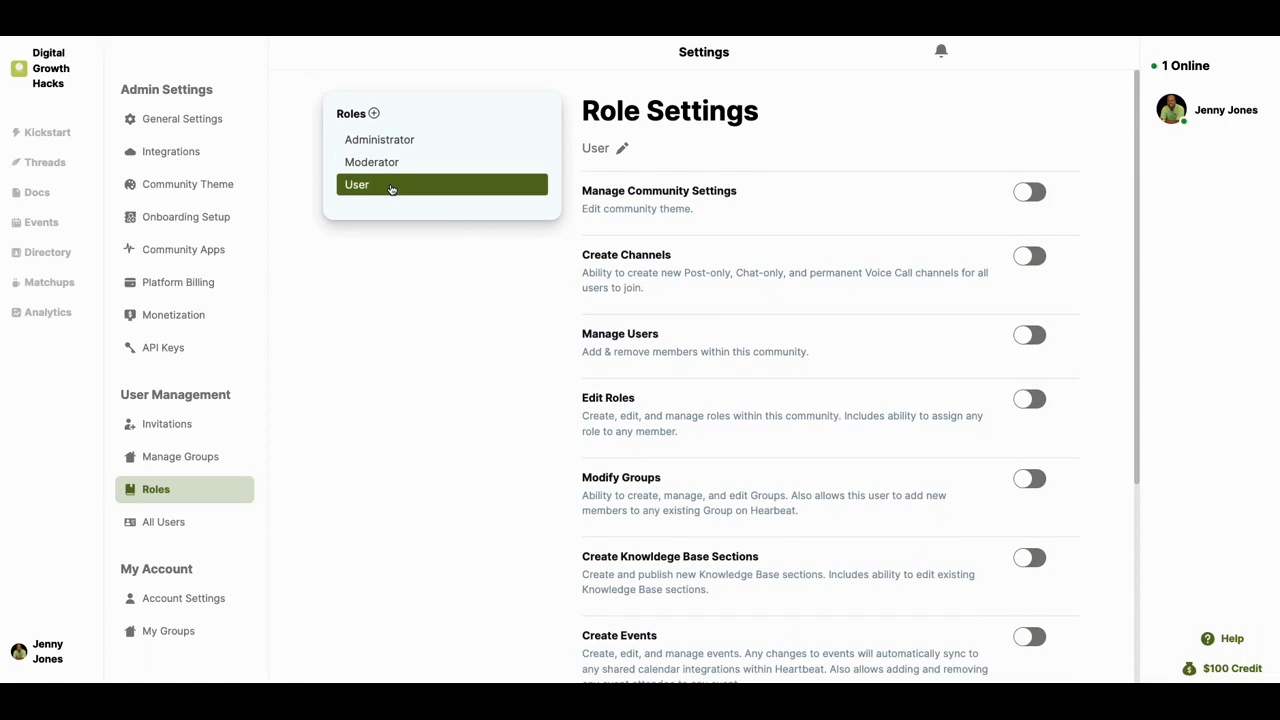 Digital
Growth
Hacks
Kickstart
Threads
Docs
Events
Directory
Matchups
Analytics
Jenny
Jones
Admin Settings
General Settings
Integrations
Community Theme
Onboarding Setup
Community Apps
Platform Billing
Monetization
API Keys
User Management
Invitations
Manage Groups
Roles
All Users
My Account
Account Settings
My Groups
Settings
Roles
Administrator
Moderator
User
Role Settings
User
Manage Community Settings
Edit community theme.
Create Channels
Ability to create new Post-only, Chat-only, and permanent Voice Call channels for all
users to join.
Manage Users
Add & remove members within this community.
Edit Roles
Create, edit, and manage roles within this community. Includes ability to assign any
role to any member.
Modify Groups
Ability to create, manage, and edit Groups. Also allows this user to add new
members to any existing Group on Hearbeat.
Create Knowldege Base Sections
Create and publish new Knowledge Base sections. Includes ability to edit existing
Knowledge Base sections.
Create Events
Create, edit, and manage events. Any changes to events will automatically sync to
any shared calendar integrations within Heartbeat. Also allows adding and removing
any event attendee to any event.
1 Online
Jenny Jones
Help
$100 Credit